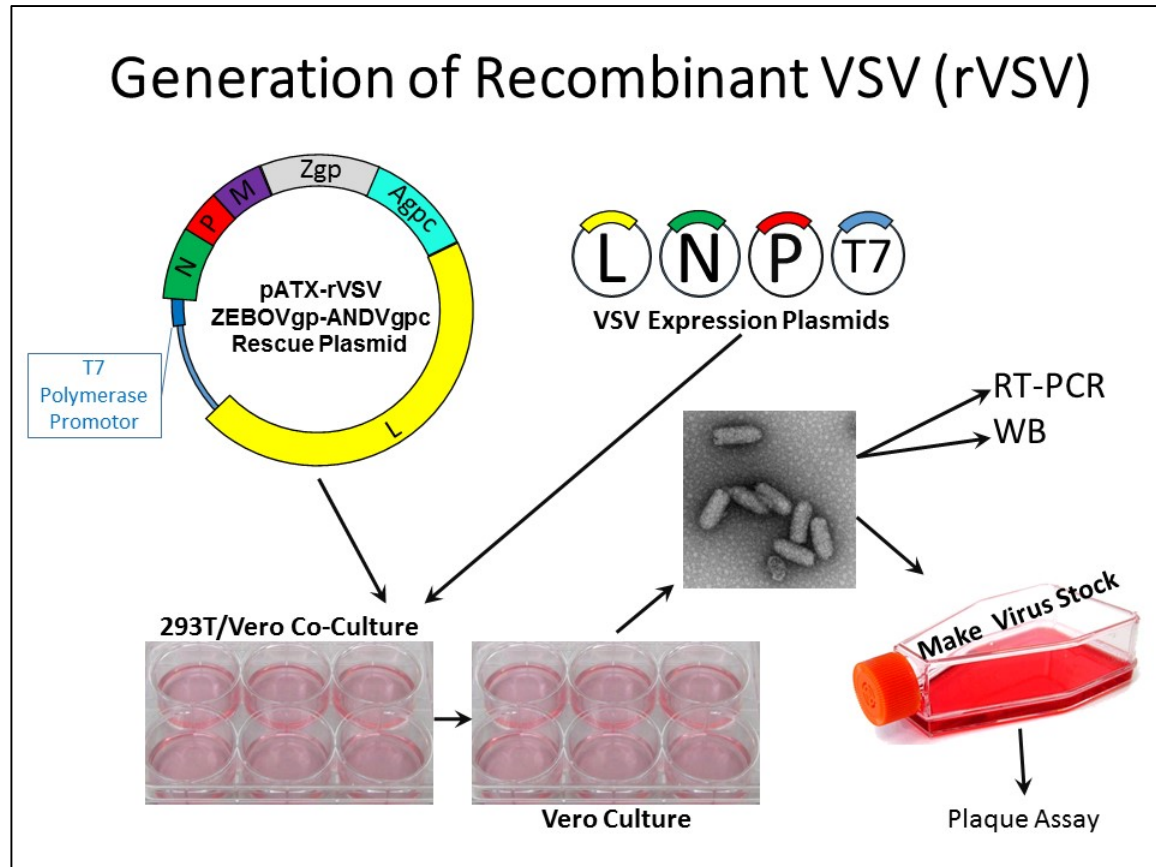 Generation of Recombinant VSV (rVSV)
Zgp
Agpc
M
P
N
L
pATX-rVSV
ZEBOVgp-ANDVgpc
Rescue Plasmid
T7
Polymerase
Promotor
L N P T7
VSV Expression Plasmids
RT-PCR
WB
293T/Vero Co-Culture
Vero Culture
Make Virus Stock
Plaque Assay